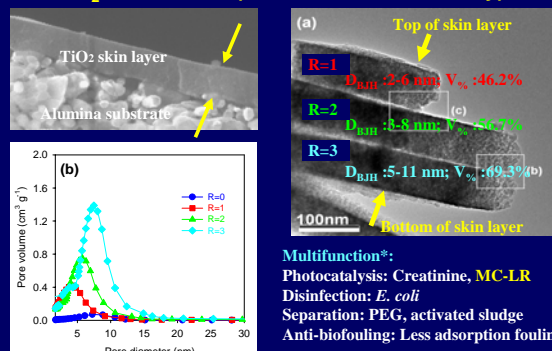 TiO2 skin layer
Alumina substrate
(a)
Top of skin layer
R=1
DBJH :2-6 nm; V% :46.2%
(c)
R=2
DBJH :3-8 nm; V% :56.7%
R=3
DBJH :5-11 nm; V% :69.3%
(b)
100nm
Bottom of skin layer
(b)
R=0
R=1
R=2
R=3
Pore volume (cm3 g-1)
2.0
1.6
1.2
0.8
0.4
0.0
5 10 15 20 25 30
Pore diameter (nm)
Multifunction*:
Photocatalysis: Creatinine, MC-LR
Disinfection: E. coli
Separation: PEG, activated sludge
Anti-biofouling: Less adsorption foulin